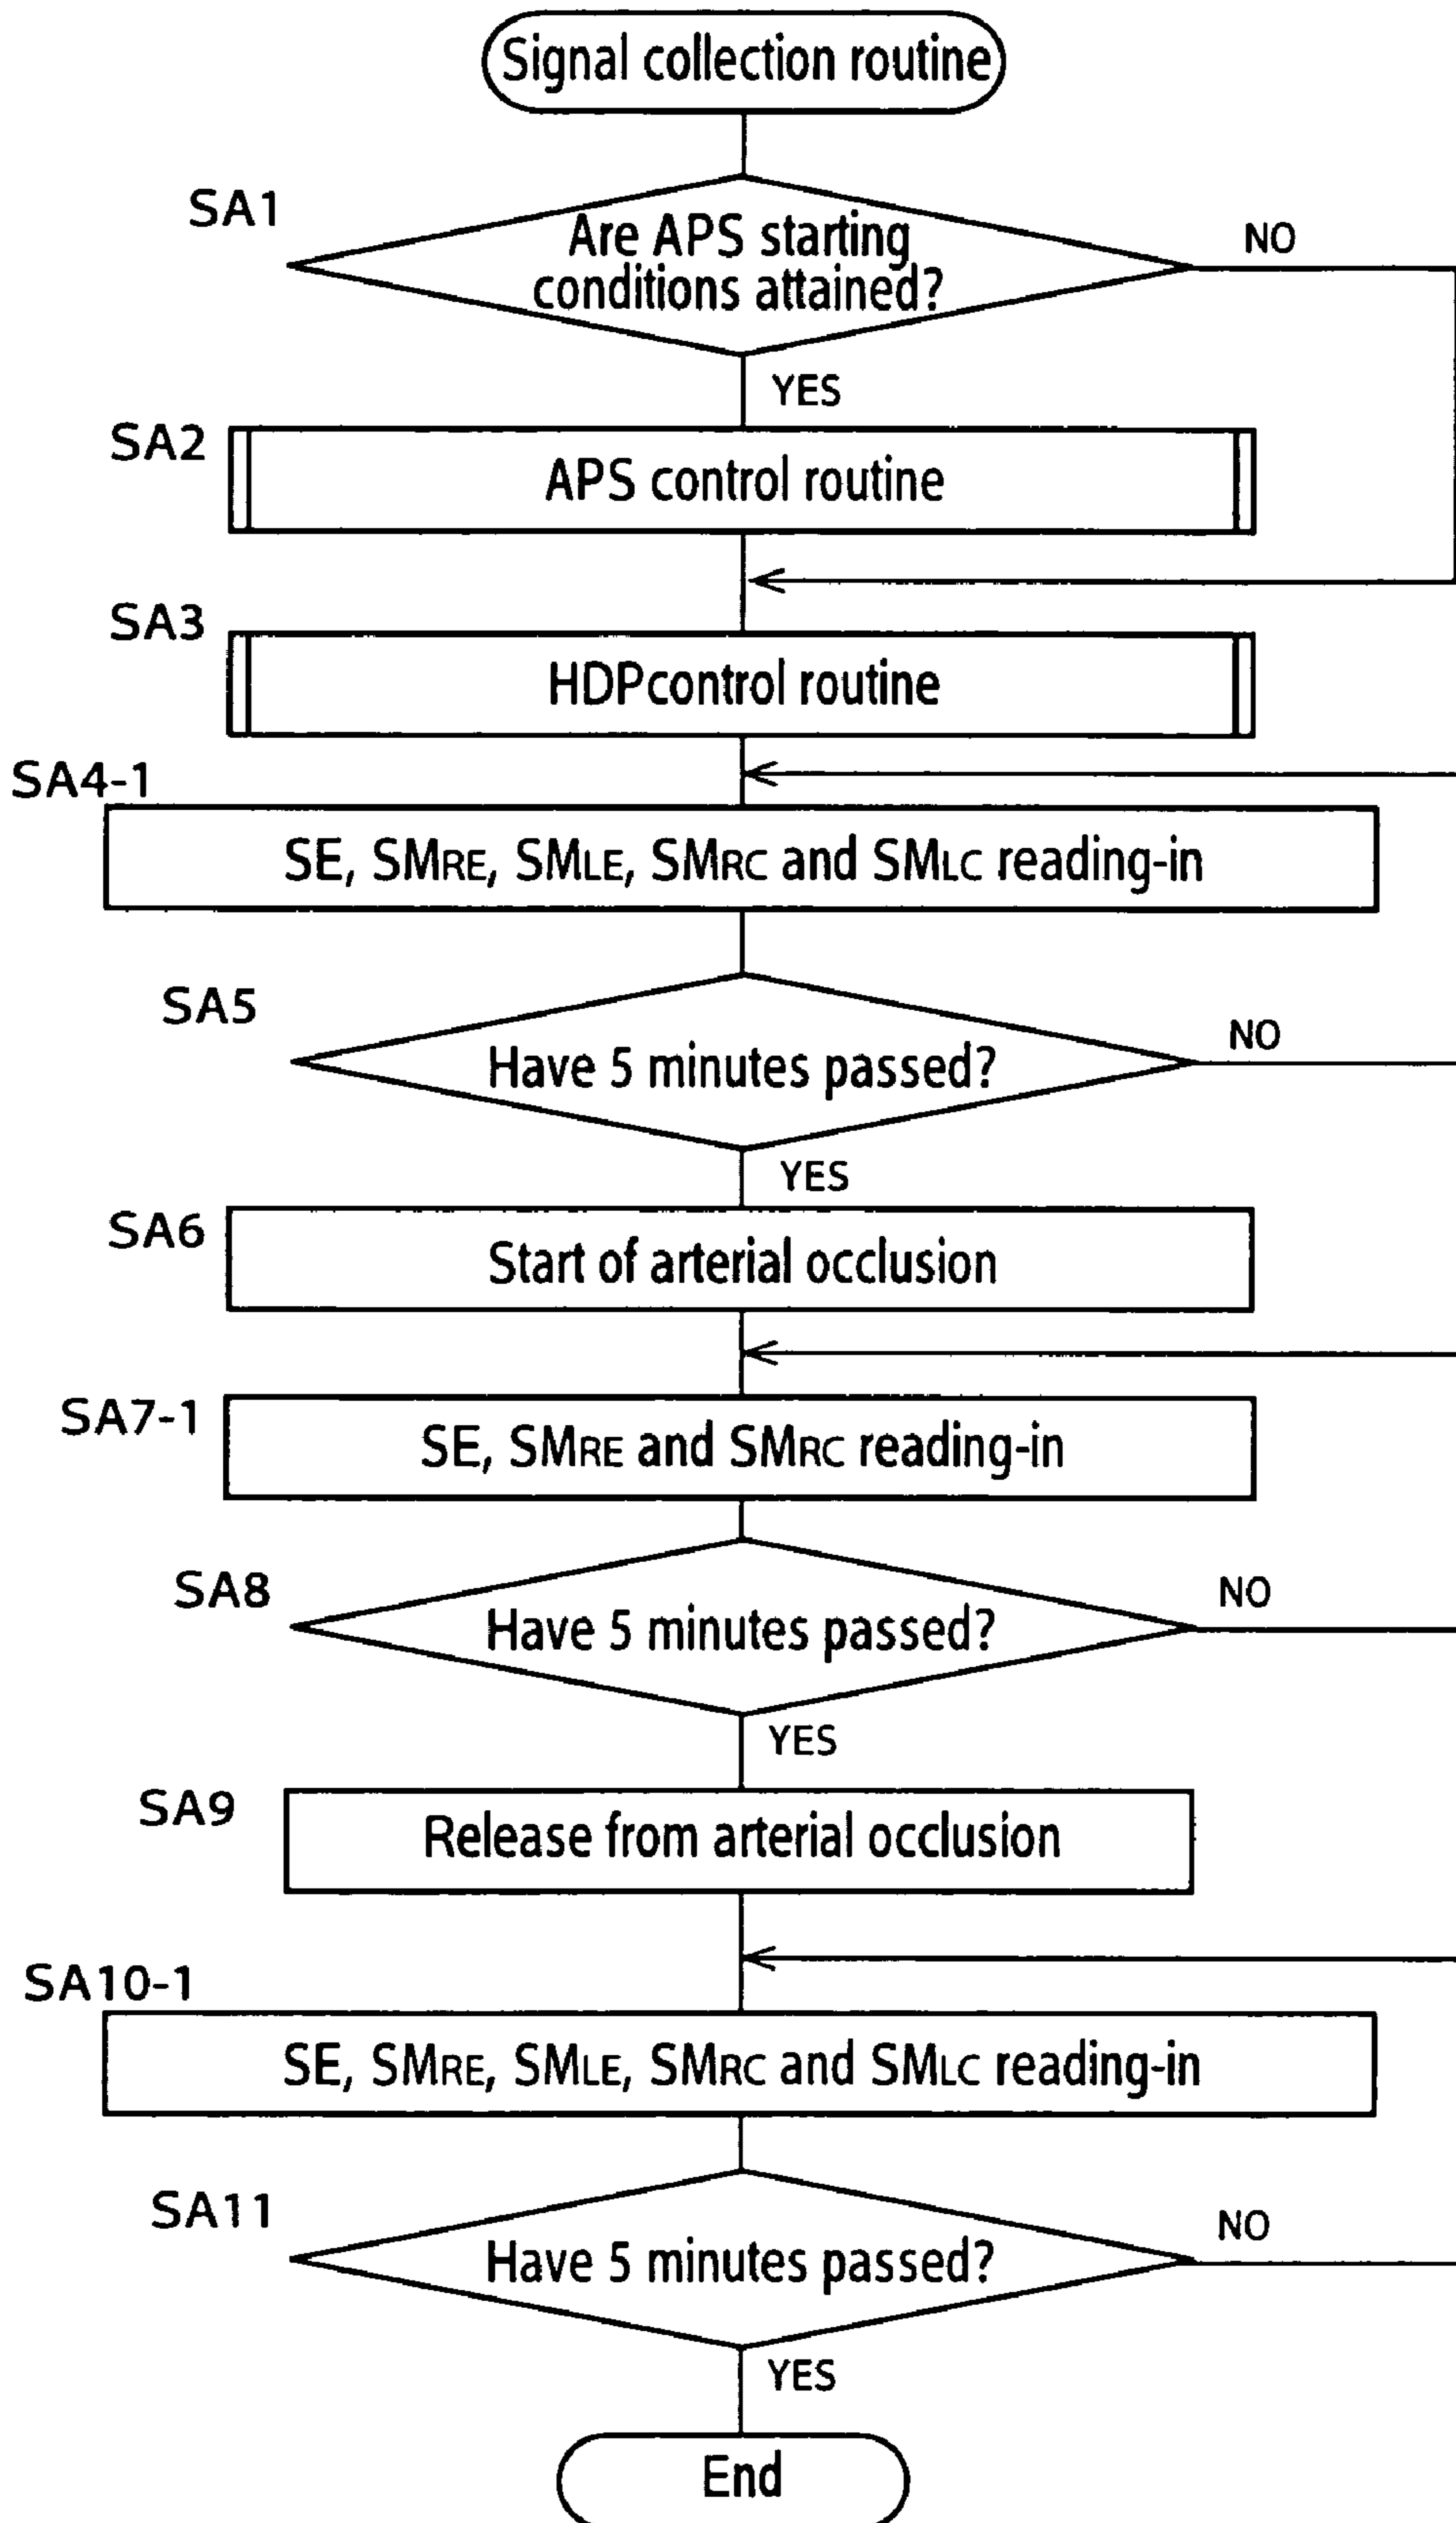 Signal collection routine
SA1
Are APS starting
conditions attained?
NO
YES
SA2
APS control routine
SA3
HDPcontrol routine
SA4-1
SE, SMRE, SMLE, SMRC and SMLC reading-in
SA5
Have 5 minutes passed?
NO
YES
SA6
Start of arterial occlusion
SA7-1
SE, SMRE and SMRC reading-in
SA8
Have 5 minutes passed?
NO
YES
SA9
Release from arterial occlusion
SA10-1
SE, SMRE, SMLE, SMRC and SMLC reading-in
SA11
Have 5 minutes passed?
NO
YES
End